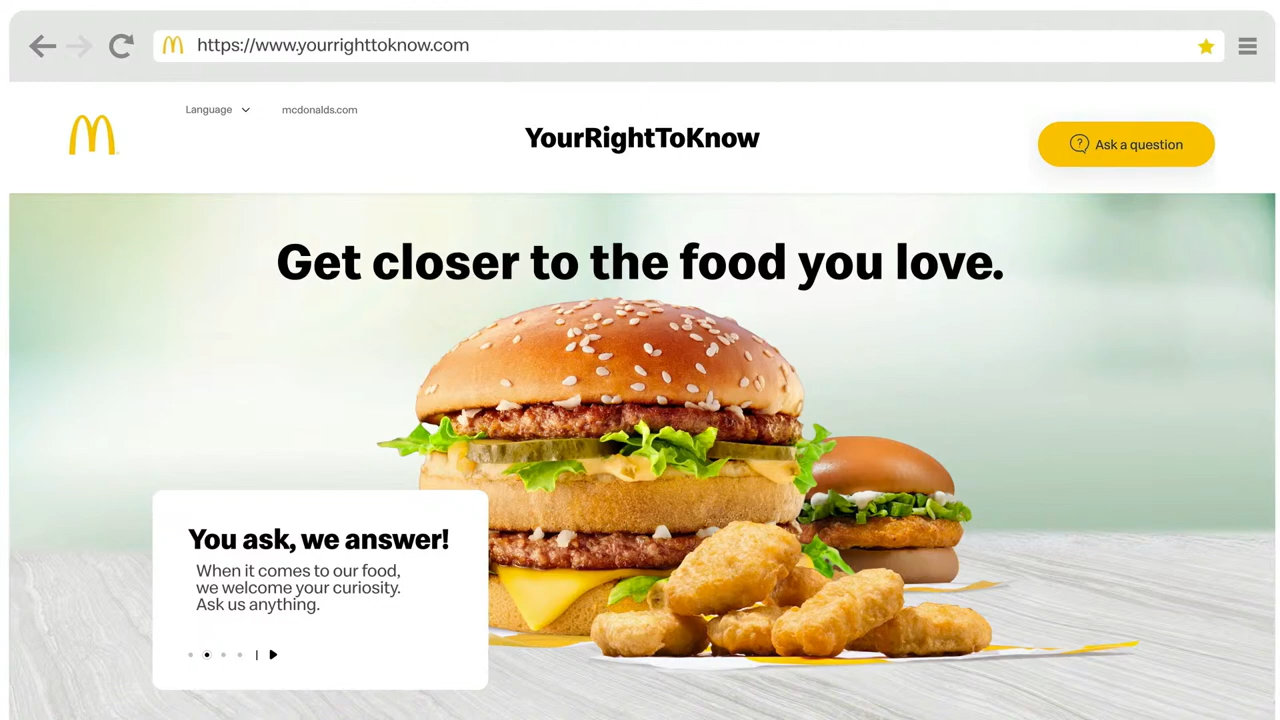 https://www.yourrighttoknow.com
Language
mcdonalds.com
YourRightToKnow
Ask a question
Get closer to the food you love.
You ask, we answer!
When it comes to our food,
we welcome your curiosity.
Ask us anything.